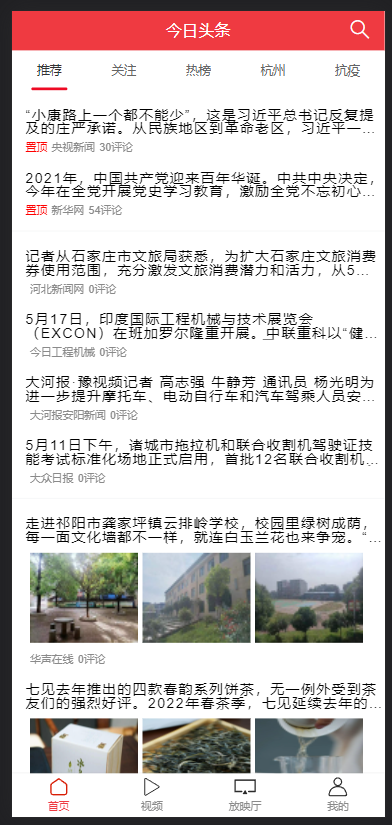 今日头条
推荐 关注 热榜 杭州 抗疫
“小康路上一个都不能少”，这是习近平总书记反复提
及的庄严承诺。从民族地区到革命老区，习近平一…
置顶 央视新闻 30评论
2021年，中国共产党迎来百年华诞。中共中央决定，
今年在全党开展党史学习教育，激励全党不忘初心…
置顶 新华网 54评论
记者从石家庄市文旅局获悉，为扩大石家庄文旅消费
券使用范围，充分激发文旅消费潜力和活力，从5…
河北新闻网 0评论
5月17日，印度国际工程机械与技术展览会
（EXCON）在班加罗尔隆重开展。中联重科以“健…
今日工程机械 0评论
大河报·豫视频记者 高志强 牛静芳 通讯员 杨光明为
进一步提升摩托车、电动自行车和汽车驾乘人员安…
大河报安阳新闻 0评论
5月11日下午，诸城市拖拉机和联合收割机驾驶证技
能考试标准化场地正式启用，首批12名联合收割机…
大众日报 0评论
走进祁阳市龚家坪镇云排岭学校，校园里绿树成荫，
每一面文化墙都不一样，就连白玉兰花也来争宠。“…
华声在线 0评论
七见去年推出的四款春韵系列饼茶，无一例外受到茶
友们的强烈好评。2022年春茶季，七见延续去年的…
首页 视频 放映厅 我的